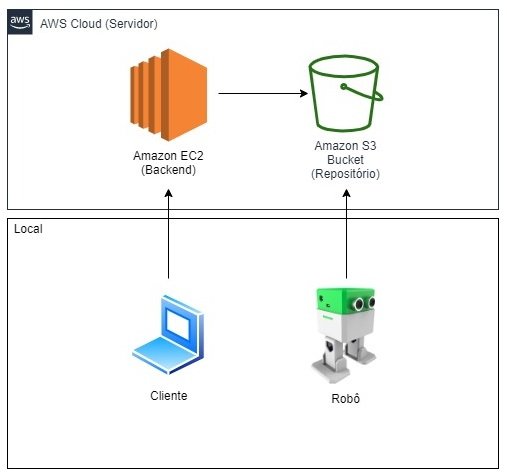 aws
AWS Cloud (Servidor)
Amazon EC2
(Backend)
Amazon S3
Bucket
(Repositório)
Local
Cliente
Robô